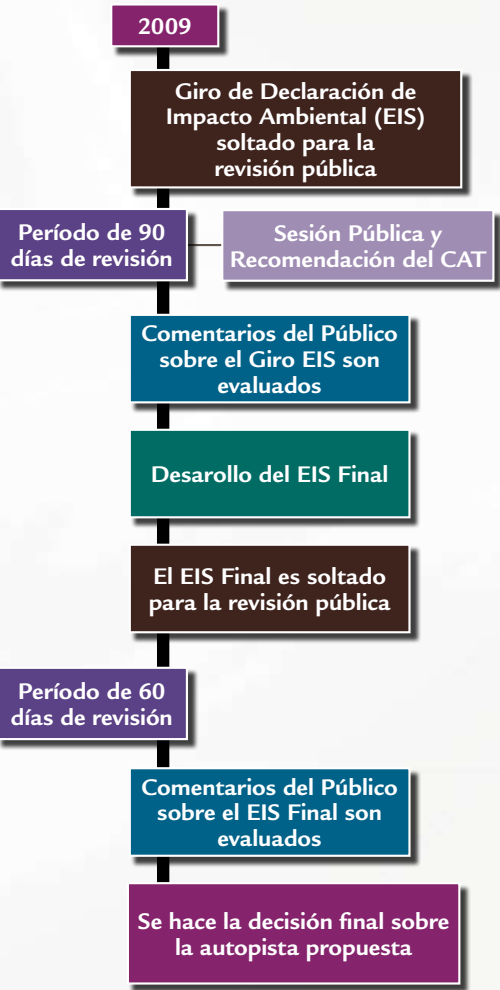 2009
Giro de Declaración de
Impacto Ambiental (EIS)
soltado para la
revisión pública
Período de 90
días de revisión
Sesión Pública y
Recomendación del CAT
Comentarios del Público
sobre el Giro EIS son
evaluados
Desarollo del EIS Final
El EIS Final es soltado
para la revisión pública
Período de 60
días de revisión
Comentarios del Público
sobre el EIS Final son
evaluados
Se hace la decisión final sobre
la autopista propuesta